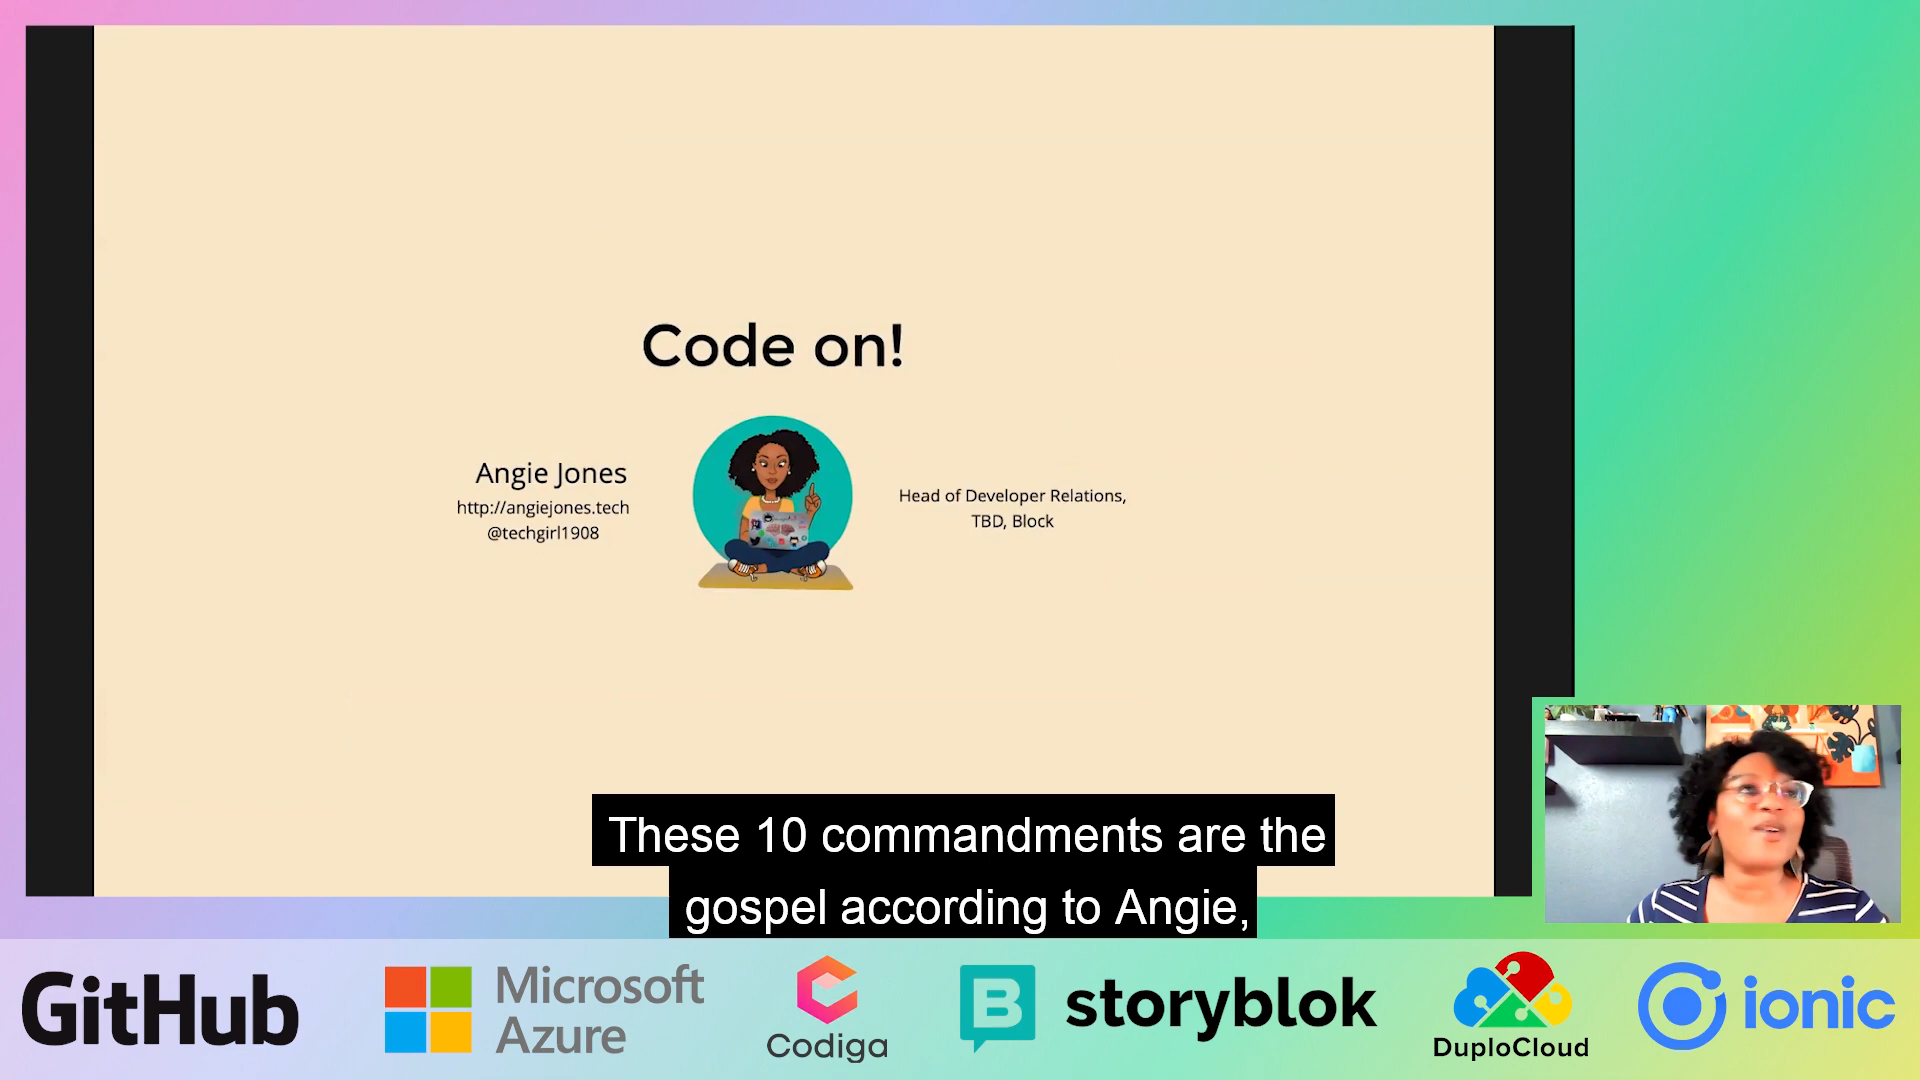 Code on!
Angie Jones
http://angiejones.tech
@techgirl1908
Head of Developer Relations,
TBD, Block
These 10 commandments are the
gospel according to Angie,
GitHub
Microsoft
Azure
Codiga
storyblok
DuploCloud
ionic